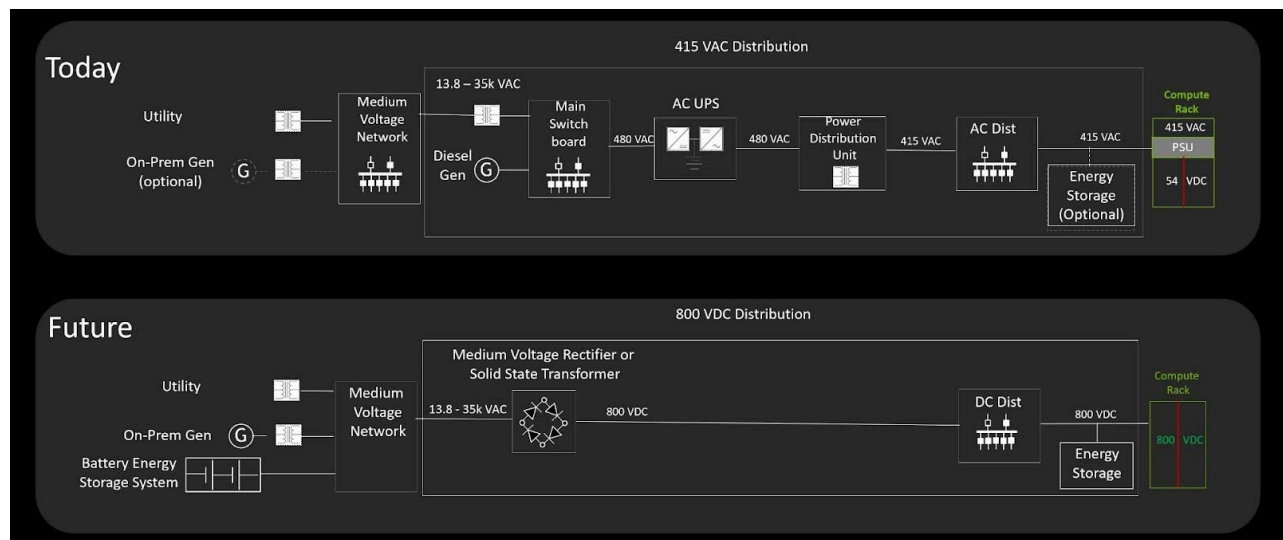 Today
415 VAC Distribution
Utility
On-Prem Gen
(optional)
G
Medium
Voltage
Network
13.8 – 35k VAC
Diesel
Gen
G
Main
Switch
board
480 VAC
AC UPS
480 VAC
Power
Distribution
Unit
415 VAC
AC Dist
415 VAC
Energy
Storage
(Optional)
Compute
Rack
415 VAC
PSU
54 VDC
Future
800 VDC Distribution
Utility
On-Prem Gen
G
Battery Energy
Storage System
Medium
Voltage
Network
13.8 - 35k VAC
Medium Voltage Rectifier or
Solid State Transformer
800 VDC
DC Dist
800 VDC
Energy
Storage
Compute
Rack
800 VDC